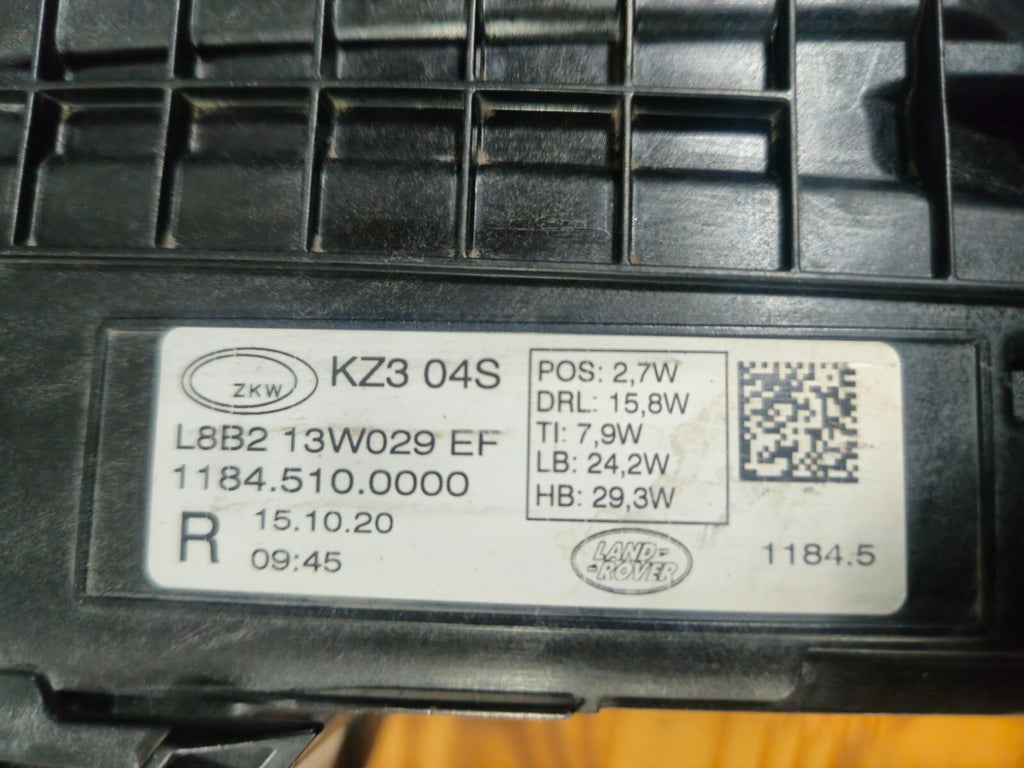 ZKW
KZ3 04S
L8B2 13W029 EF
1184.510.0000
R
15.10.20
09:45
POS: 2,7W
DRL: 15,8W
TI: 7,9W
LB: 24,2W
HB: 29,3W
LAND-
-ROVER
1184.5